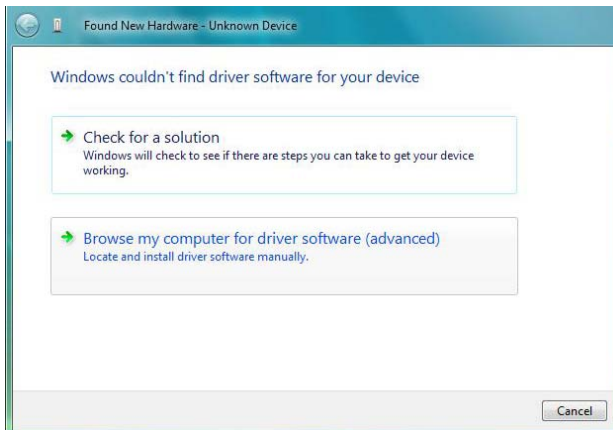 Found New Hardware - Unknown Device
Windows couldn't find driver software for your device
Check for a solution
Windows will check to see if there are steps you can take to get your device
working.
Browse my computer for driver software (advanced)
Locate and install driver software manually.
Cancel